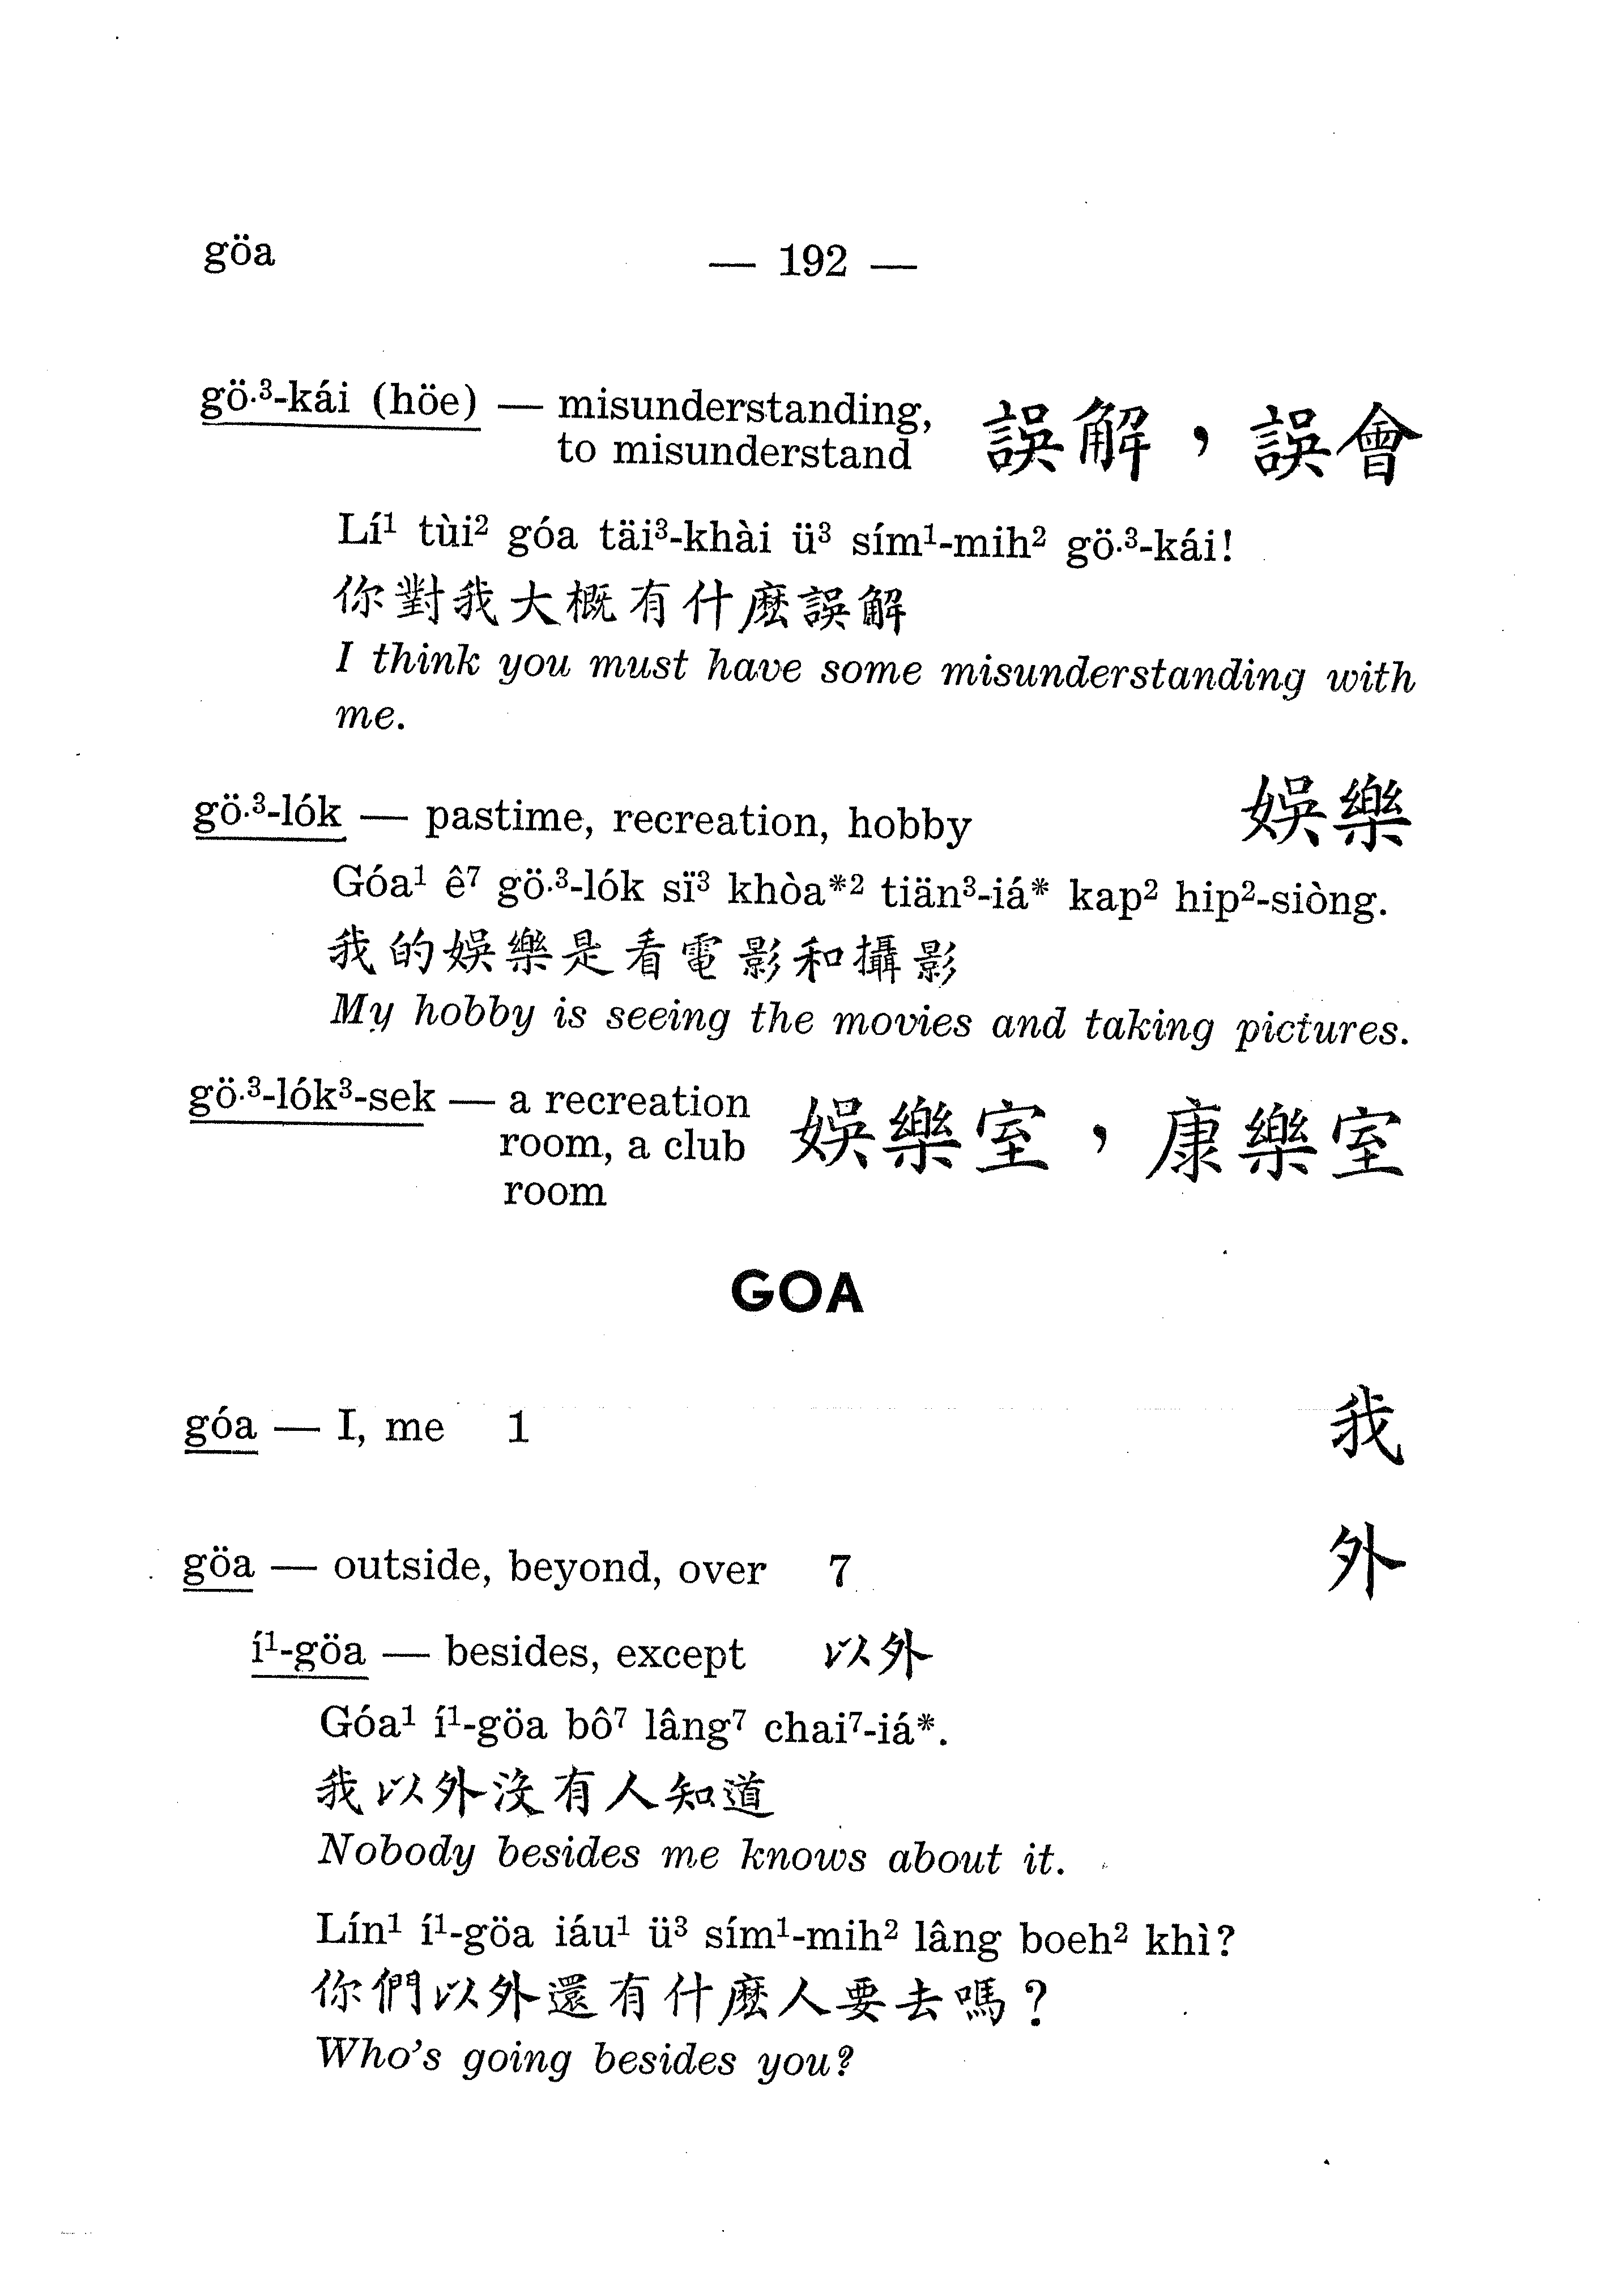 göa — 192 —
gö·³-kái (höe) — misunderstanding, 誤解，誤會
to misunderstand
Lí¹ tùi² góa täi³-khài ü³ sím¹-mih² gö·³-kái!
你對我大概有什麽誤解
I think you must have some misunderstanding with
me.
gö·³-lók — pastime, recreation, hobby 娛樂
Góa¹ ê⁷ gö·³-lók sï³ khòa*² tiän³-iá* kap² hip²-siòng.
我的娛樂是看電影和攝影
My hobby is seeing the movies and taking pictures.
gö·³-lók³-sek — a recreation 娛樂室，康樂室
room, a club
room
GOA
góa — I, me 1 我
göa — outside, beyond, over 7 外
í¹-göa — besides, except 以外
Góa¹ í¹-göa bô⁷ lâng⁷ chai⁷-iá*.
我以外沒有人知道
Nobody besides me knows about it.
Lín¹ í¹-göa iáu¹ ü³ sím¹-mih² lâng boeh² khì?
你們以外還有什麽人要去嗎？
Who's going besides you?